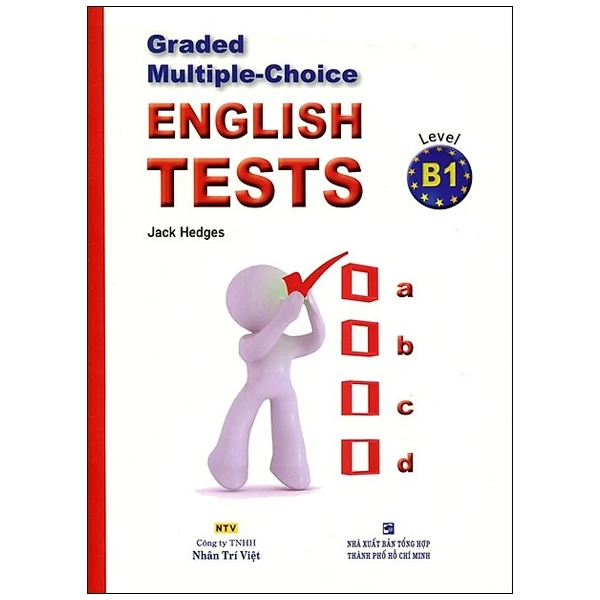 Graded
Multiple-Choice
ENGLISH
TESTS
Level
B1
Jack Hedges
a
b
c
d
NTV
Công ty TNHH
Nhân Trí Việt
NHÀ XUẤT BẢN TỔNG HỢP
THÀNH PHỐ HỒ CHÍ MINH